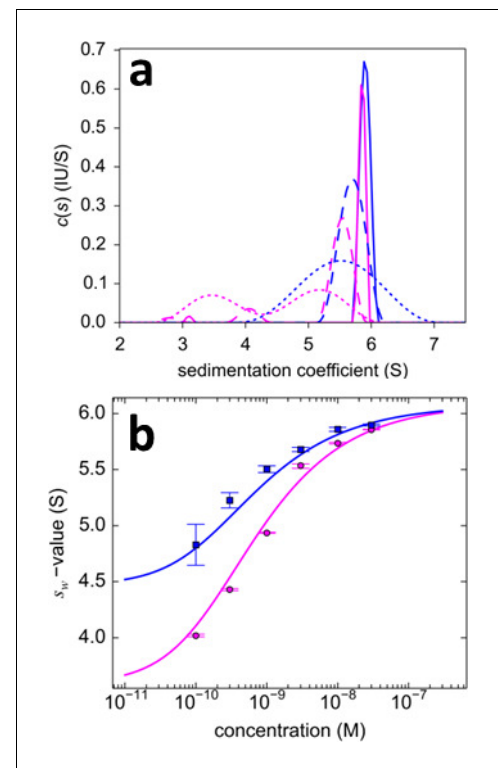 a
0.7
0.6
0.5
0.4
0.3
0.2
0.1
0.0
c(s) (IU/S)
2 3 4 5 6 7
sedimentation coefficient (S)
b
6.0
5.5
5.0
4.5
4.0
s_w -value (S)
10⁻¹¹ 10⁻¹⁰ 10⁻⁹ 10⁻⁸ 10⁻⁷
concentration (M)